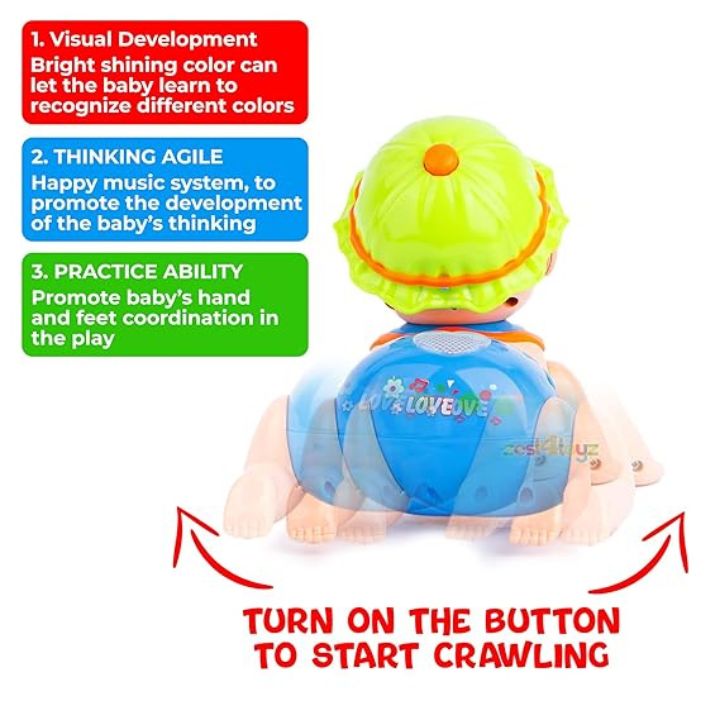 1. Visual Development
Bright shining color can
let the baby learn to
recognize different colors
2. THINKING AGILE
Happy music system, to
promote the development
of the baby's thinking
3. PRACTICE ABILITY
Promote baby's hand
and feet coordination in
the play
LOVE LOVEOVE
zest4toyz
TURN ON THE BUTTON
TO START CRAWLING